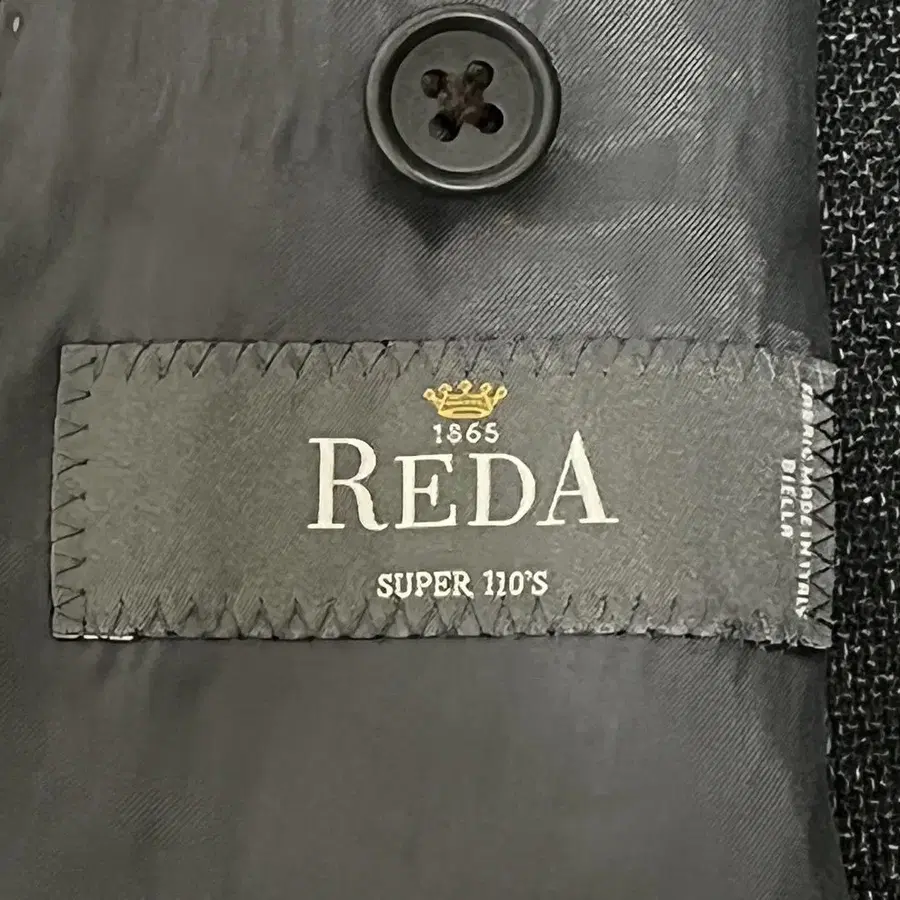 1865
REDA
SUPER 110'S
FABRIC MADE IN ITALY
BIELLA